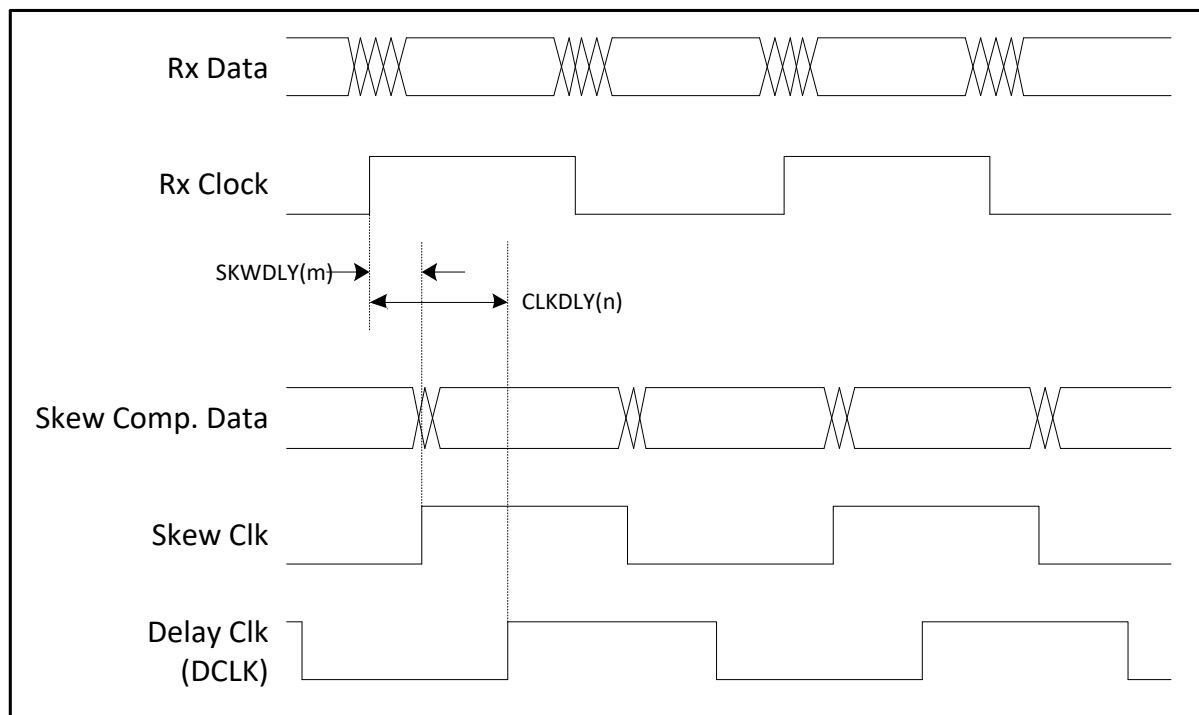 Rx Data
Rx Clock
SKWDLY(m)
CLKDLY(n)
Skew Comp. Data
Skew Clk
Delay Clk
(DCLK)